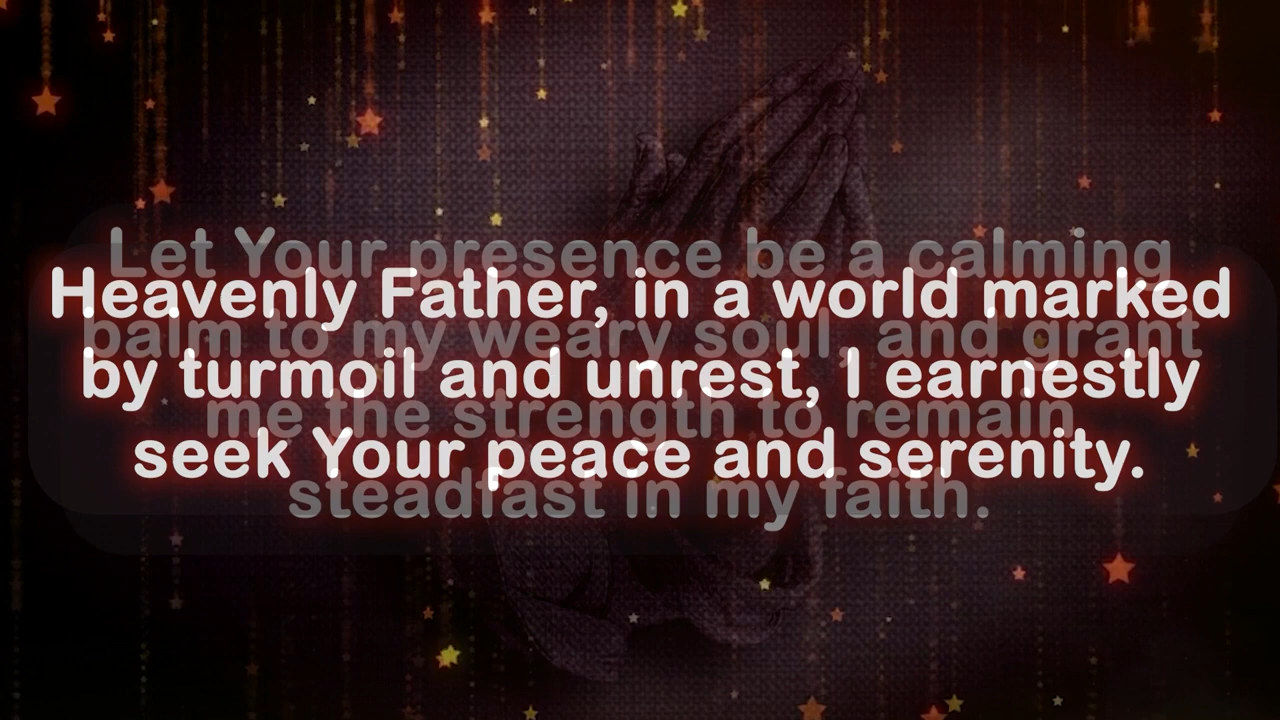 Heavenly Father, in a world marked
by turmoil and unrest, I earnestly
seek Your peace and serenity.
Let Your presence be a calming
balm to my weary soul, and grant
me the strength to remain
steadfast in my faith.